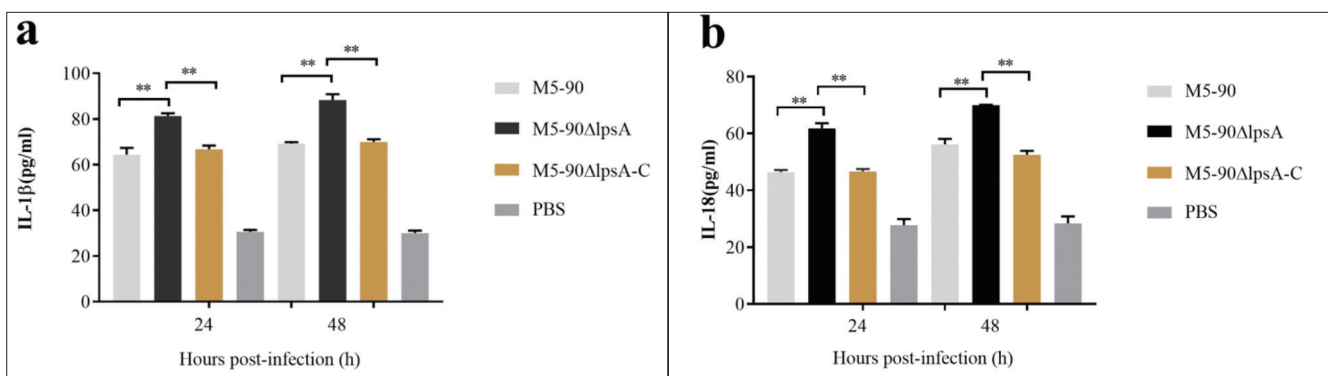 a
IL-1β(pg/ml)
100
80
60
40
20
0
** ** ** **
24 48
Hours post-infection (h)
M5-90
M5-90ΔlpsA
M5-90ΔlpsA-C
PBS
b
IL-18(pg/ml)
80
60
40
20
0
** ** ** **
24 48
Hours post-infection (h)
M5-90
M5-90ΔlpsA
M5-90ΔlpsA-C
PBS